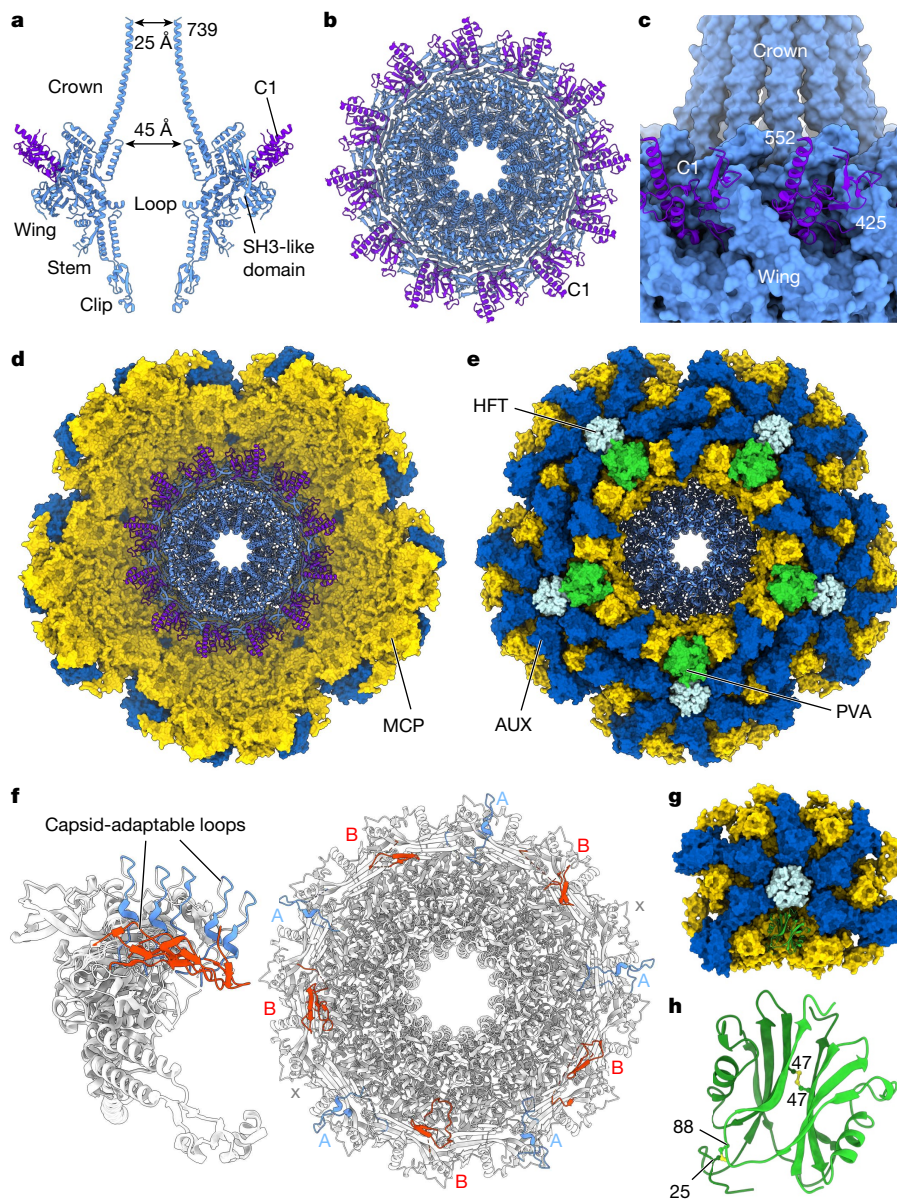 a
25 Å
739
Crown
C1
45 Å
Loop
Wing
SH3-like
domain
Stem
Clip
b
C1
c
Crown
552
C1
425
Wing
d
MCP
e
HFT
AUX
PVA
f
Capsid-adaptable loops
A
B
B
A
x
A
B
B
x
A
A
B
g
h
47
47
88
25